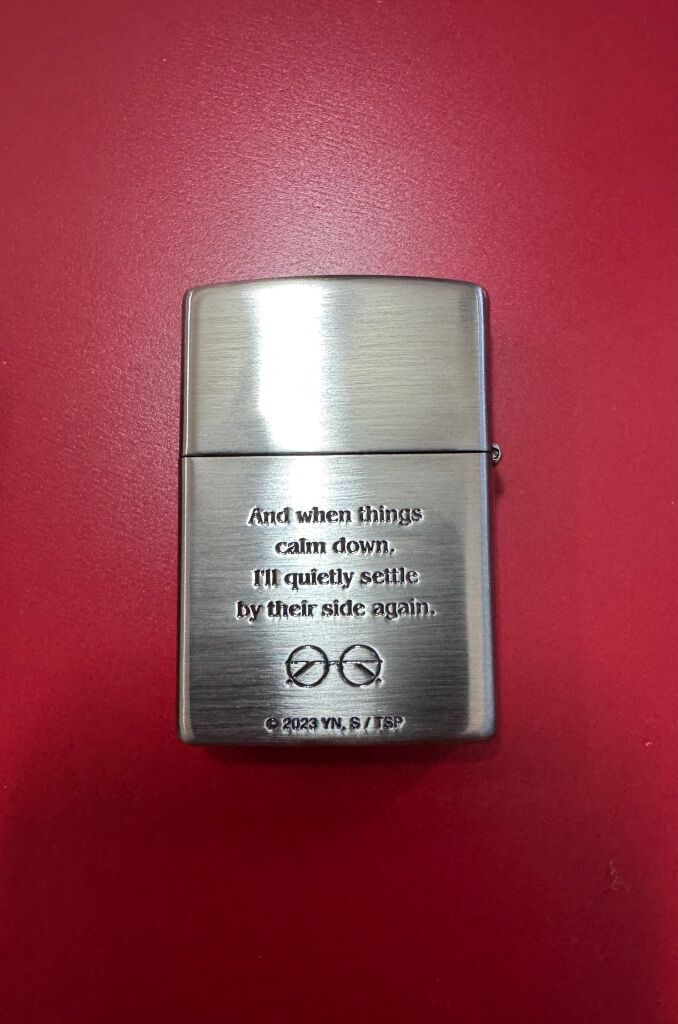 And when things
calm down,
I'll quietly settle
by their side again.
© 2023 YN, S / TSP